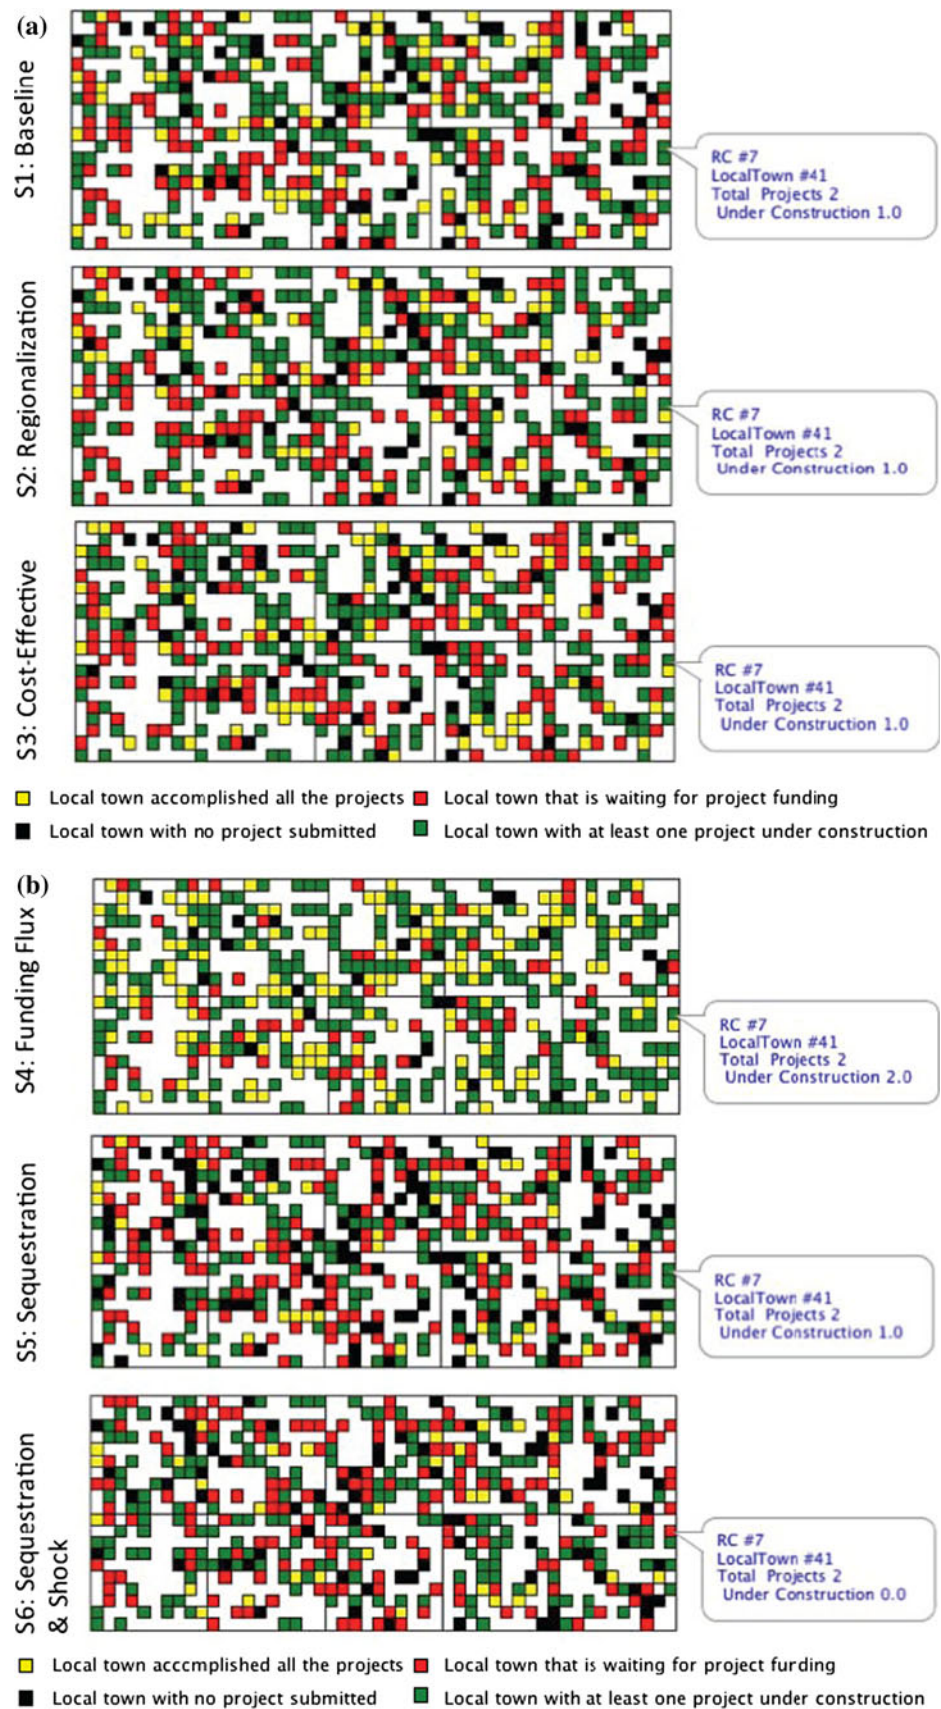 (a)
S1: Baseline
RC #7
LocalTown #41
Total Projects 2
Under Construction 1.0
S2: Regionalization
RC #7
LocalTown #41
Total Projects 2
Under Construction 1.0
S3: Cost-Effective
RC #7
LocalTown #41
Total Projects 2
Under Construction 1.0
Local town accomplished all the projects Local town that is waiting for project funding
Local town with no project submitted Local town with at least one project under construction
(b)
S4: Funding Flux
RC #7
LocalTown #41
Total Projects 2
Under Construction 2.0
S5: Sequestration
RC #7
LocalTown #41
Total Projects 2
Under Construction 1.0
S6: Sequestration
& Shock
RC #7
LocalTown #41
Total Projects 2
Under Construction 0.0
Local town acccmplished all the projects Local town that is waiting for project furding
Local town with no project submitted Local town with at least one project under construction